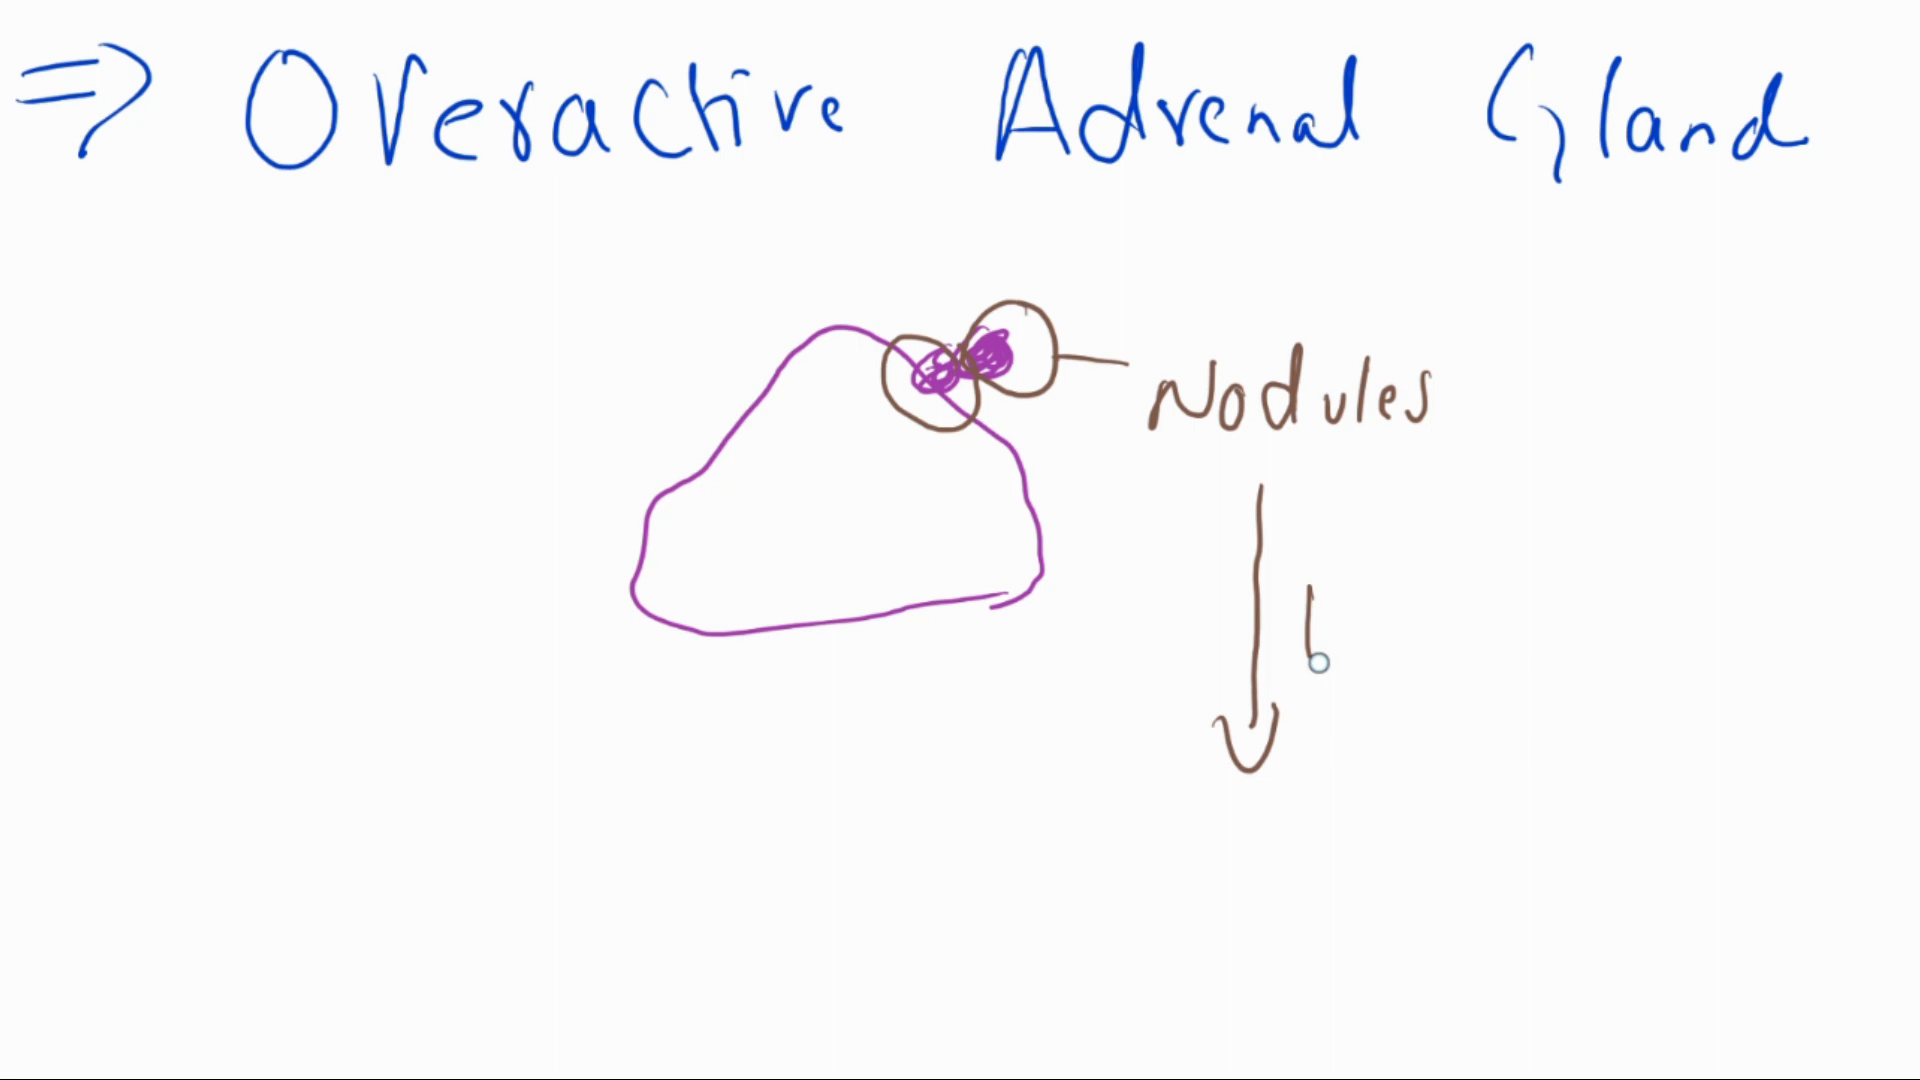 ⇒ Overactive Adrenal Gland
Nodules